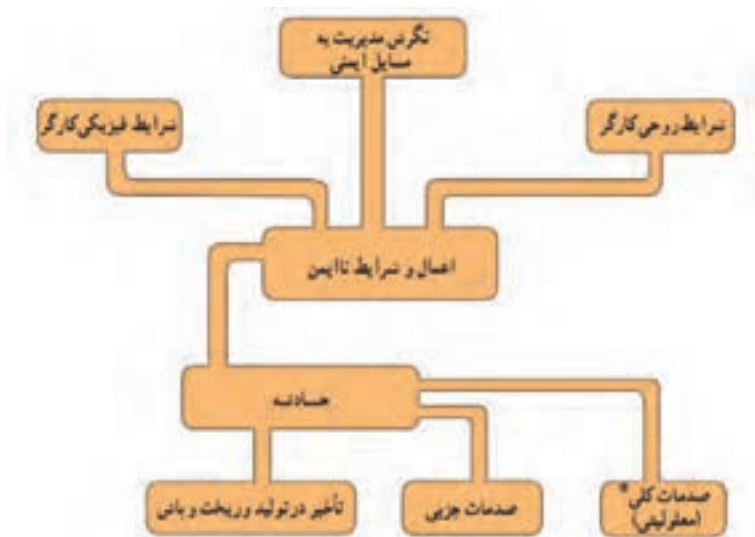 نگرش مدیریت به
مسایل ایمنی
شرایط روحی کارگر
شرایط فیزیکی کارگر
اعمال و شرایط ناایمن
حادثه
صدمات کلی*
(معلولیتی)
صدمات جزیی
تأخیر در تولید و ریخت و پاش